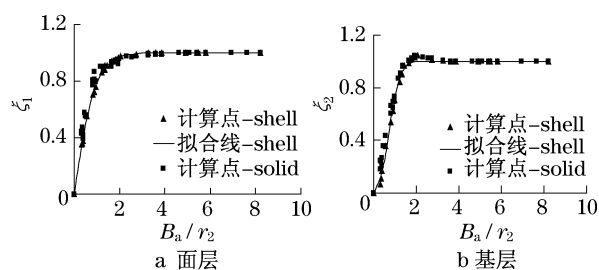 1.2
0.8
0.4
0
ξ1
计算点-shell
拟合线-shell
计算点-solid
2 4 6 8 10
Ba/r2
a 面层
1.2
0.8
0.4
0
ξ2
计算点-shell
拟合线-shell
计算点-solid
0 2 4 6 8 10
Ba/r2
b 基层